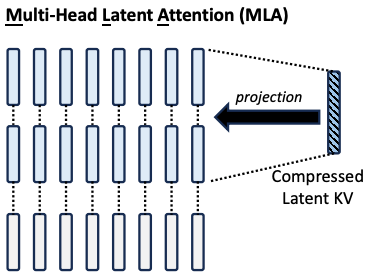 Multi-Head Latent Attention (MLA)
projection
Compressed
Latent KV